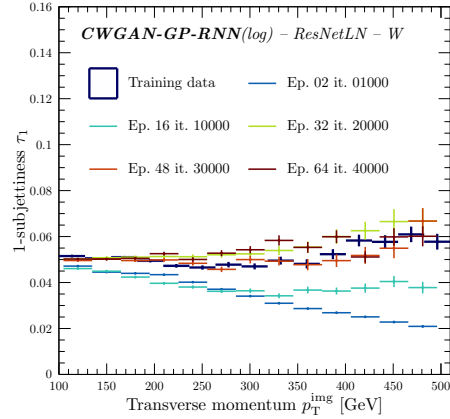 CWGAN-GP-RNN(log) – ResNetLN – W
Training data
Ep. 02 it. 01000
Ep. 16 it. 10000
Ep. 32 it. 20000
Ep. 48 it. 30000
Ep. 64 it. 40000
1-subjettiness τ₁
0.16
0.14
0.12
0.1
0.08
0.06
0.04
0.02
0
100 150 200 250 300 350 400 450 500
Transverse momentum p_T^img [GeV]